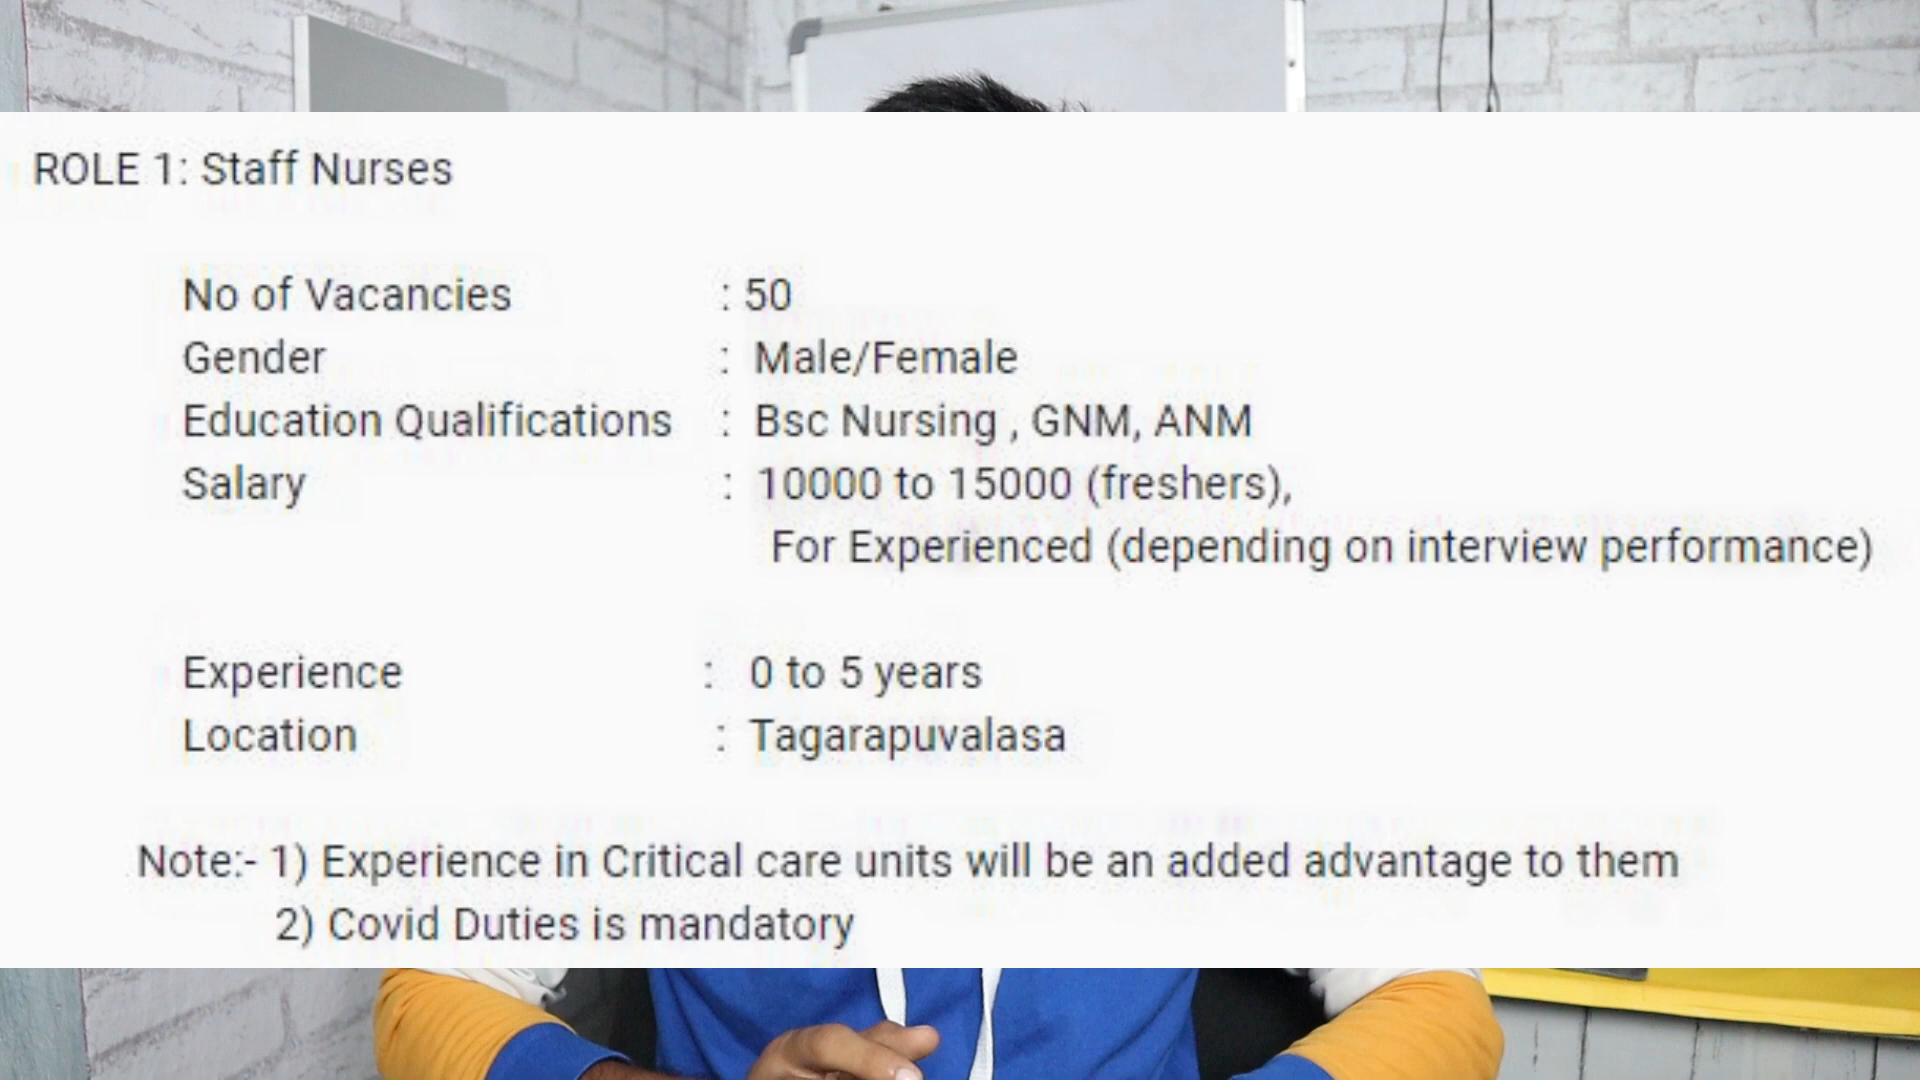 ROLE 1: Staff Nurses
No of Vacancies : 50
Gender : Male/Female
Education Qualifications : Bsc Nursing , GNM, ANM
Salary : 10000 to 15000 (freshers),
For Experienced (depending on interview performance)
Experience : 0 to 5 years
Location : Tagarapuvalasa
Note:- 1) Experience in Critical care units will be an added advantage to them
2) Covid Duties is mandatory